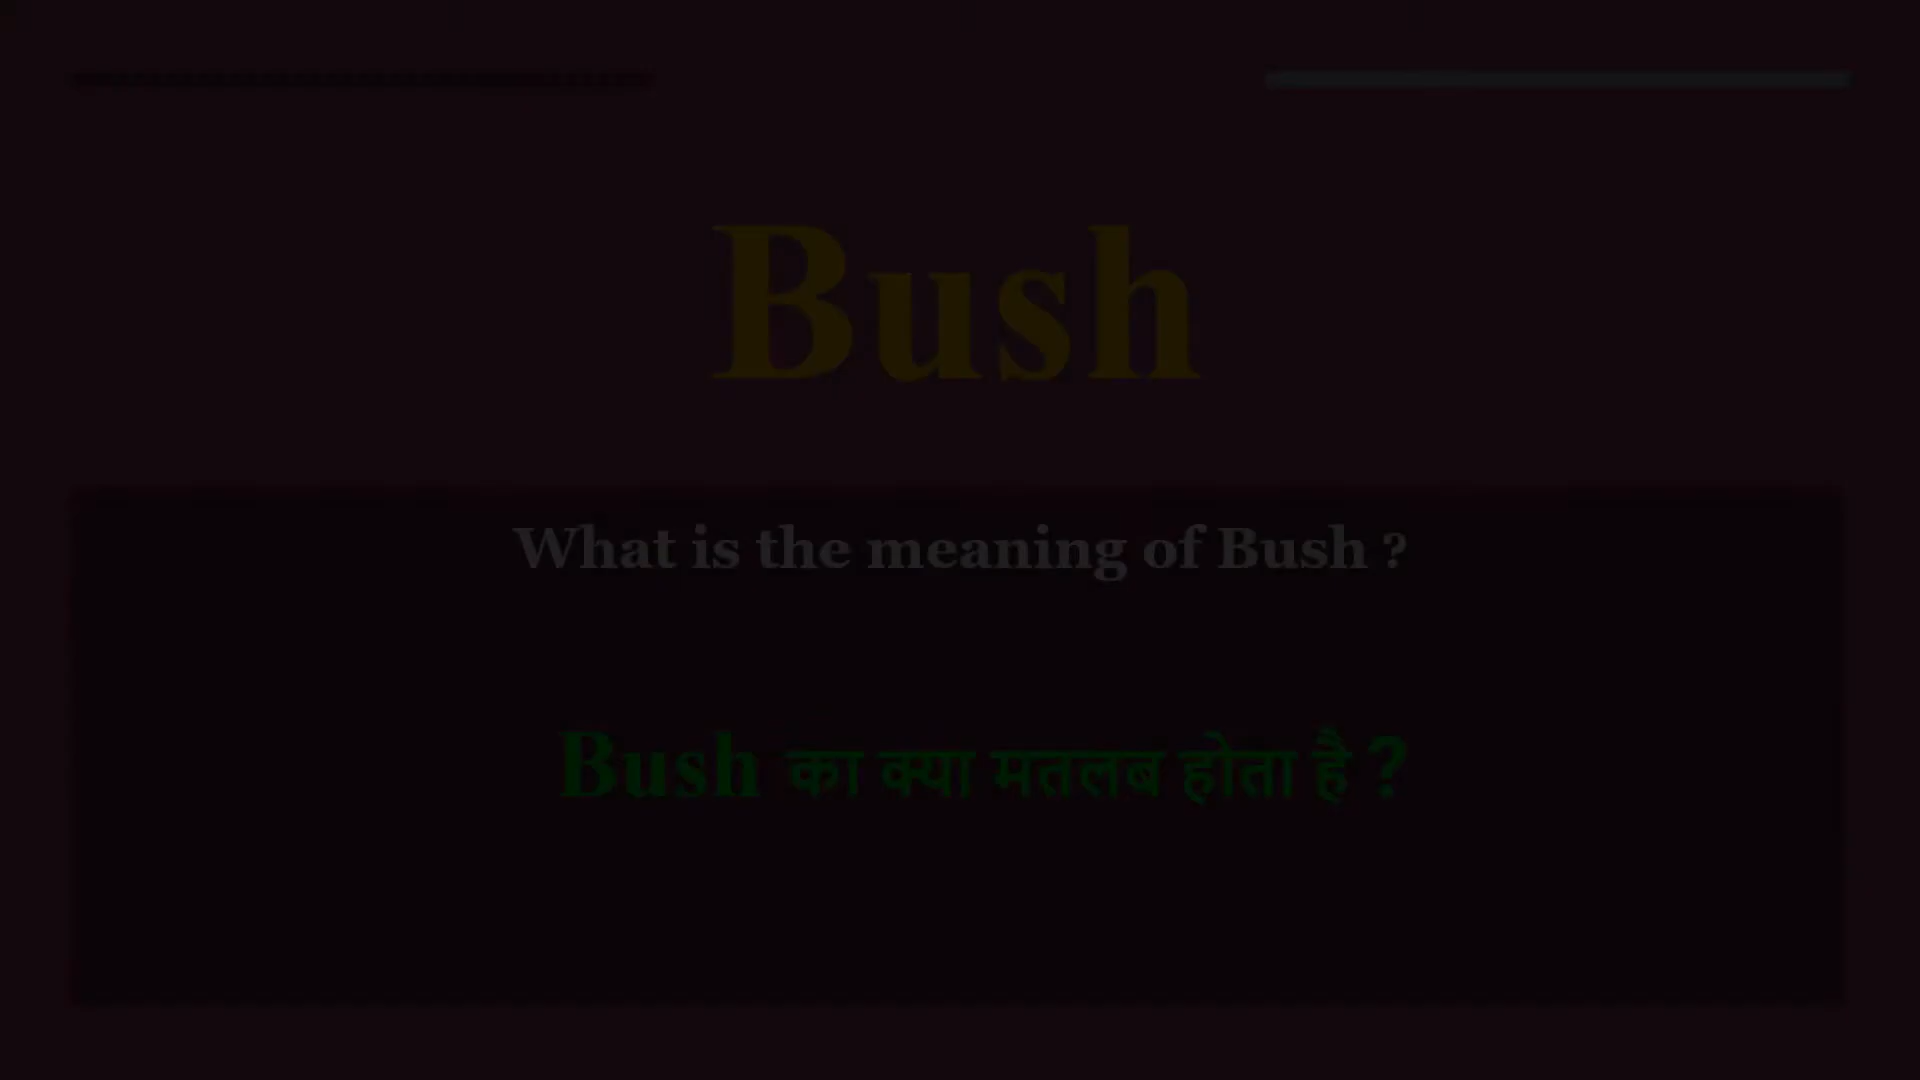 Bush
What is the meaning of Bush ?
Bush का क्या मतलब होता है ?